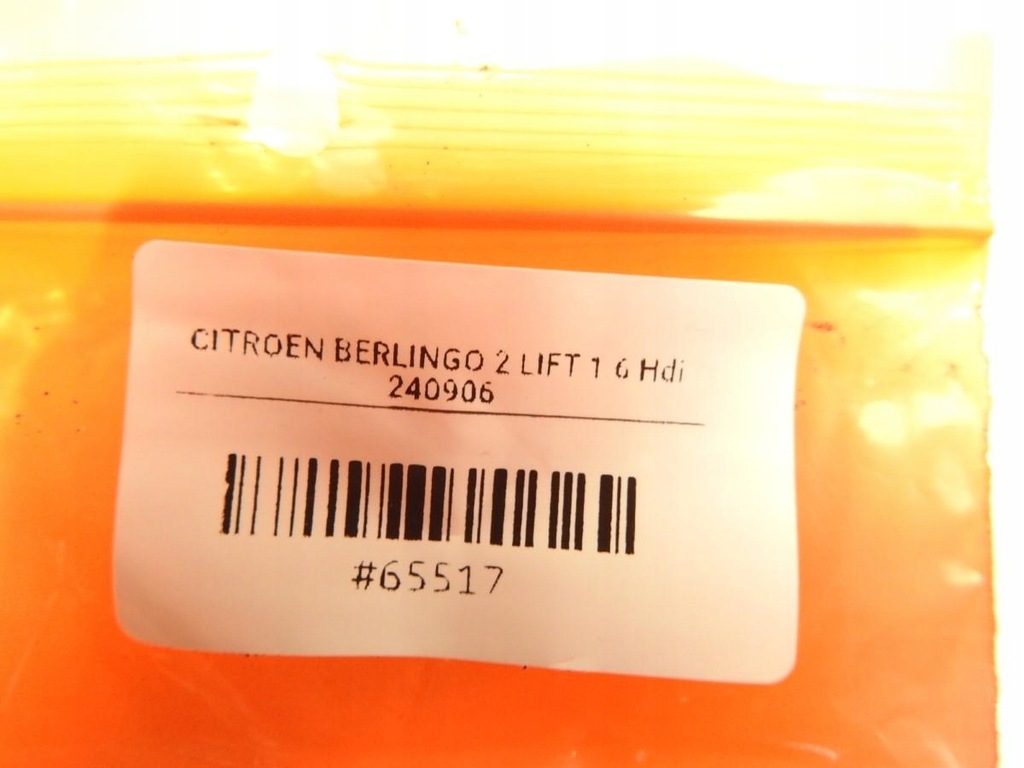 CITROEN BERLINGO 2 LIFT 1 6 Hdi
240906
#65517